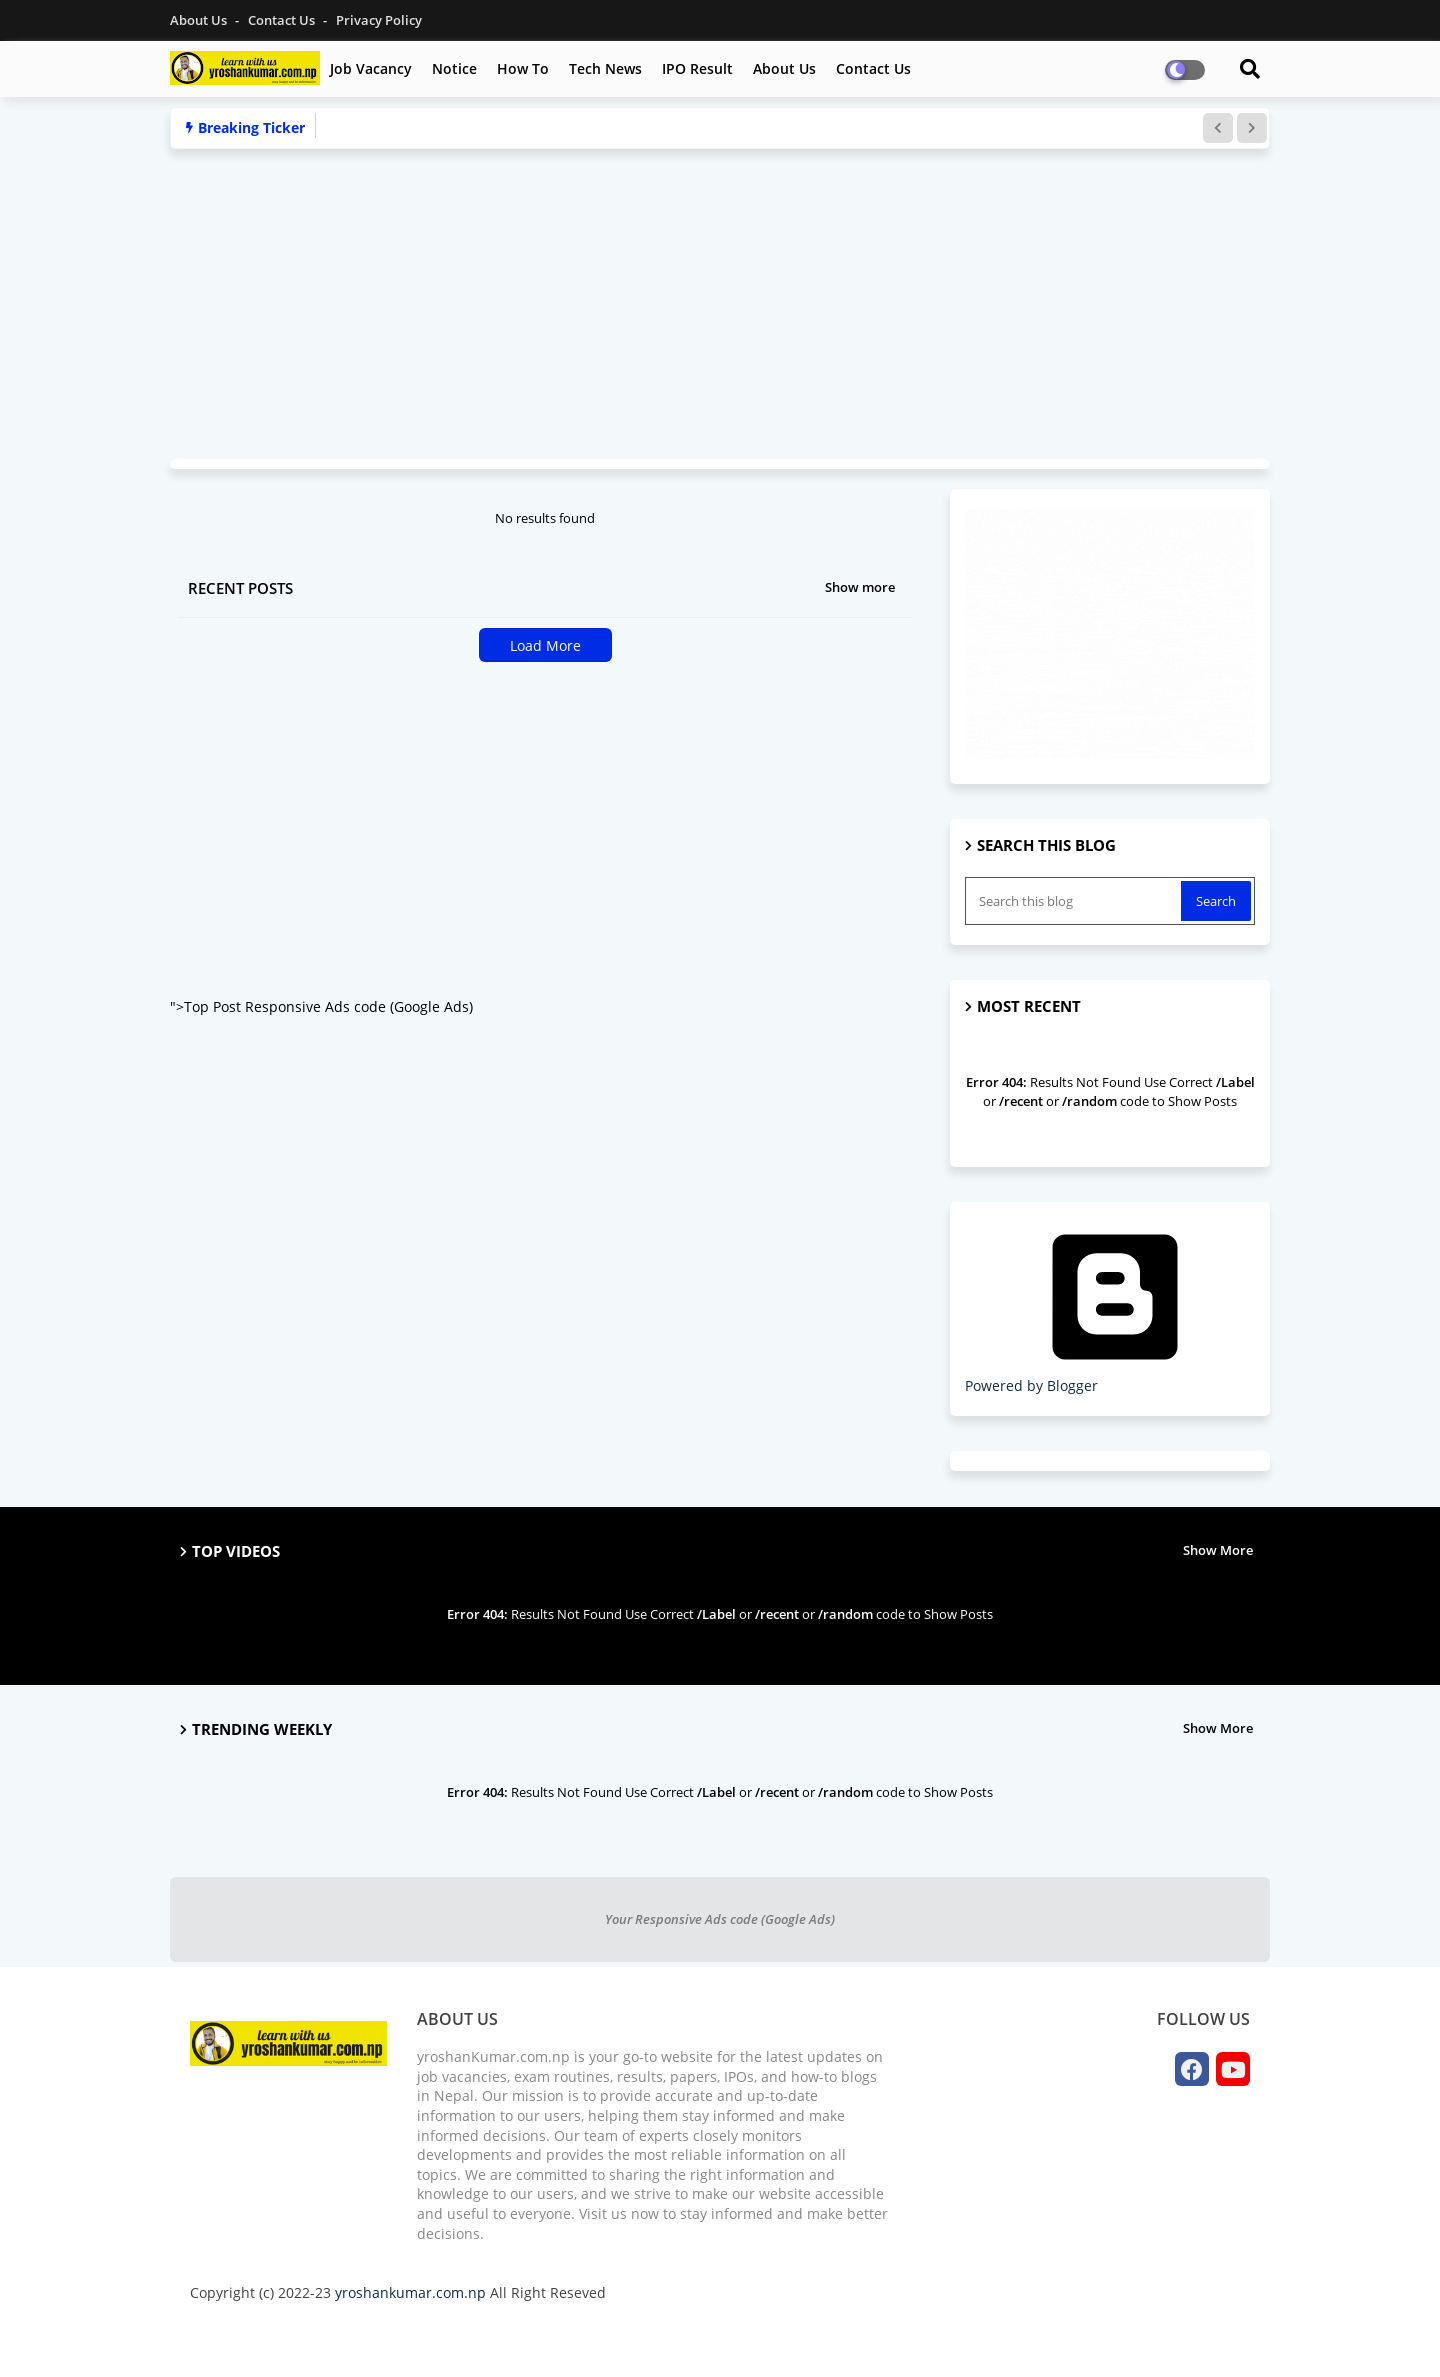 About Us - Contact Us - Privacy Policy
learn with us
yroshankumar.com.np
Job Vacancy Notice How To Tech News IPO Result About Us Contact Us
Breaking Ticker
No results found
RECENT POSTS Show more
Load More
">Top Post Responsive Ads code (Google Ads)
SEARCH THIS BLOG
Search this blog Search
MOST RECENT
Error 404: Results Not Found Use Correct /Label
or /recent or /random code to Show Posts
Powered by Blogger
TOP VIDEOS Show More
Error 404: Results Not Found Use Correct /Label or /recent or /random code to Show Posts
TRENDING WEEKLY Show More
Error 404: Results Not Found Use Correct /Label or /recent or /random code to Show Posts
Your Responsive Ads code (Google Ads)
learn with us
yroshankumar.com.np
ABOUT US
yroshanKumar.com.np is your go-to website for the latest updates on
job vacancies, exam routines, results, papers, IPOs, and how-to blogs
in Nepal. Our mission is to provide accurate and up-to-date
information to our users, helping them stay informed and make
informed decisions. Our team of experts closely monitors
developments and provides the most reliable information on all
topics. We are committed to sharing the right information and
knowledge to our users, and we strive to make our website accessible
and useful to everyone. Visit us now to stay informed and make better
decisions.
FOLLOW US
Copyright (c) 2022-23 yroshankumar.com.np All Right Reseved